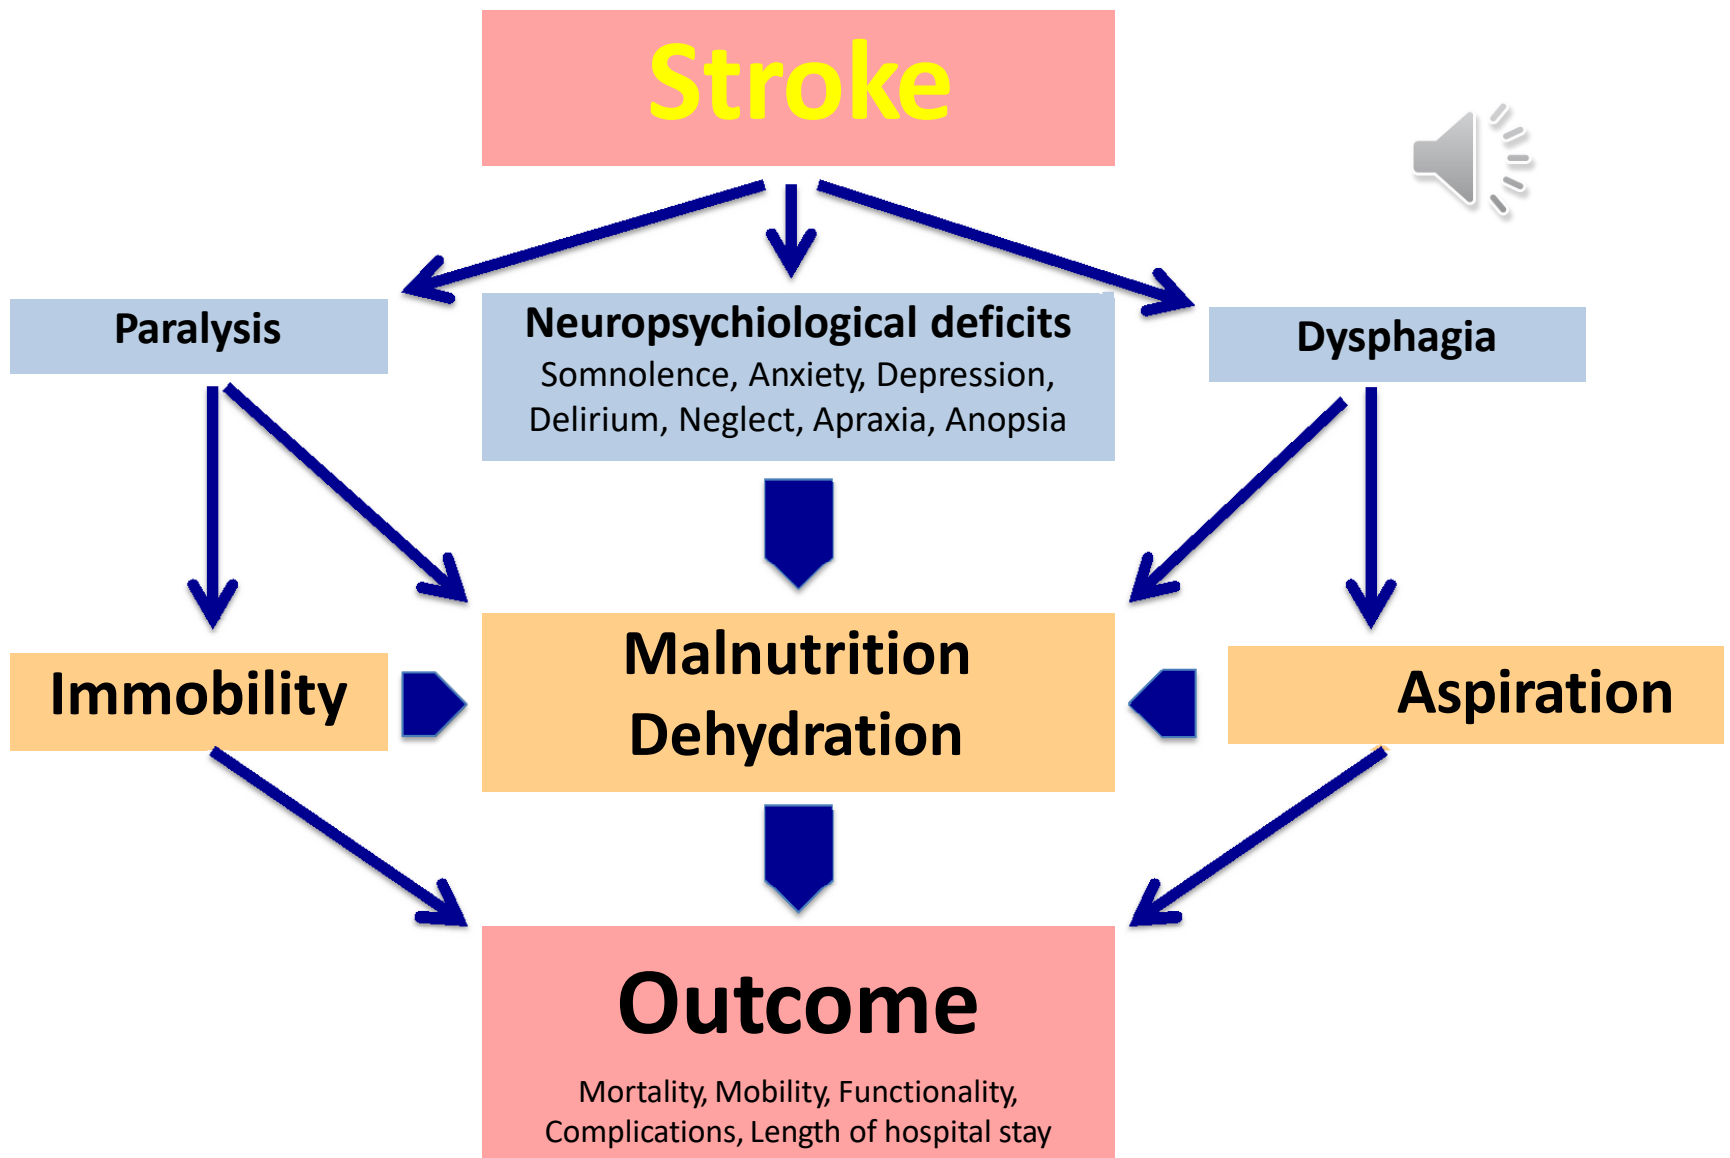 Stroke
Paralysis
Neuropsychiological deficits
Somnolence, Anxiety, Depression,
Delirium, Neglect, Apraxia, Anopsia
Dysphagia
Immobility
Malnutrition
Dehydration
Aspiration
Outcome
Mortality, Mobility, Functionality,
Complications, Length of hospital stay